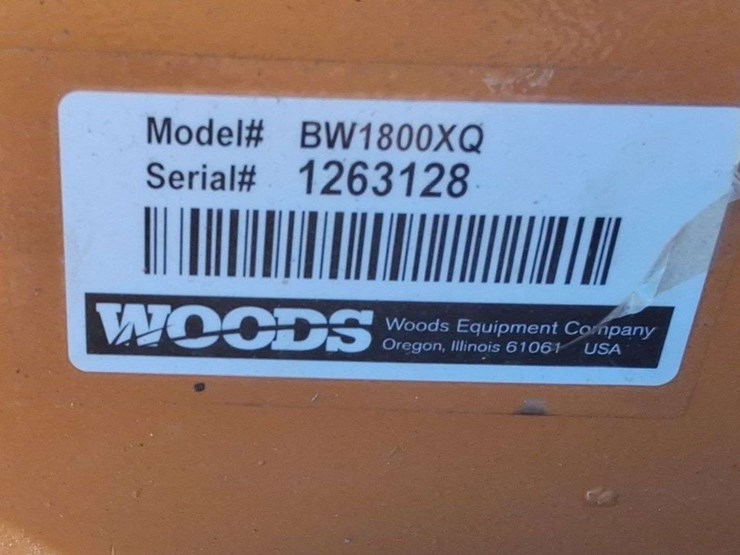 Model# BW1800XQ
Serial# 1263128
WOODS
Woods Equipment Company
Oregon, Illinois 61061 USA